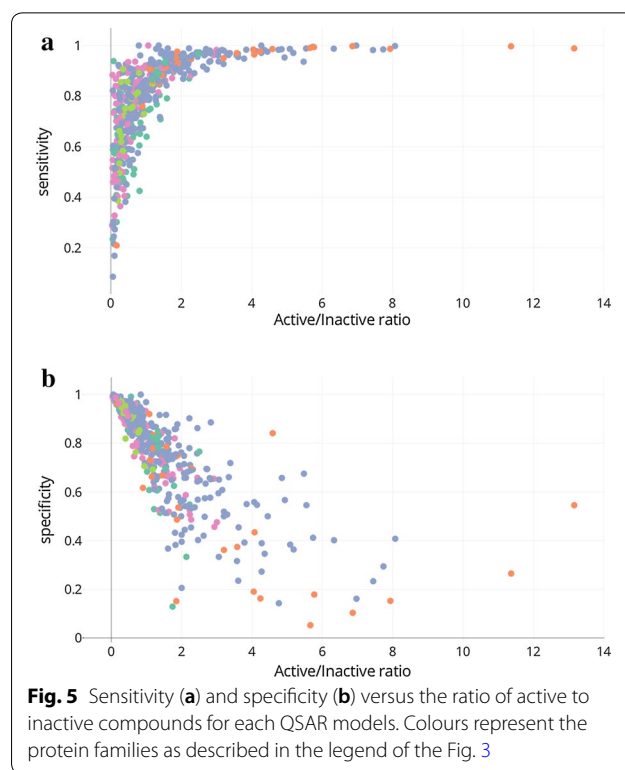 a
1
0.8
0.6
0.4
0.2
sensitivity
0 2 4 6 8 10 12 14
Active/Inactive ratio
b
1
0.8
0.6
0.4
0.2
0
specificity
0 2 4 6 8 10 12 14
Active/Inactive ratio
Fig. 5 Sensitivity (a) and specificity (b) versus the ratio of active to
inactive compounds for each QSAR models. Colours represent the
protein families as described in the legend of the Fig. 3